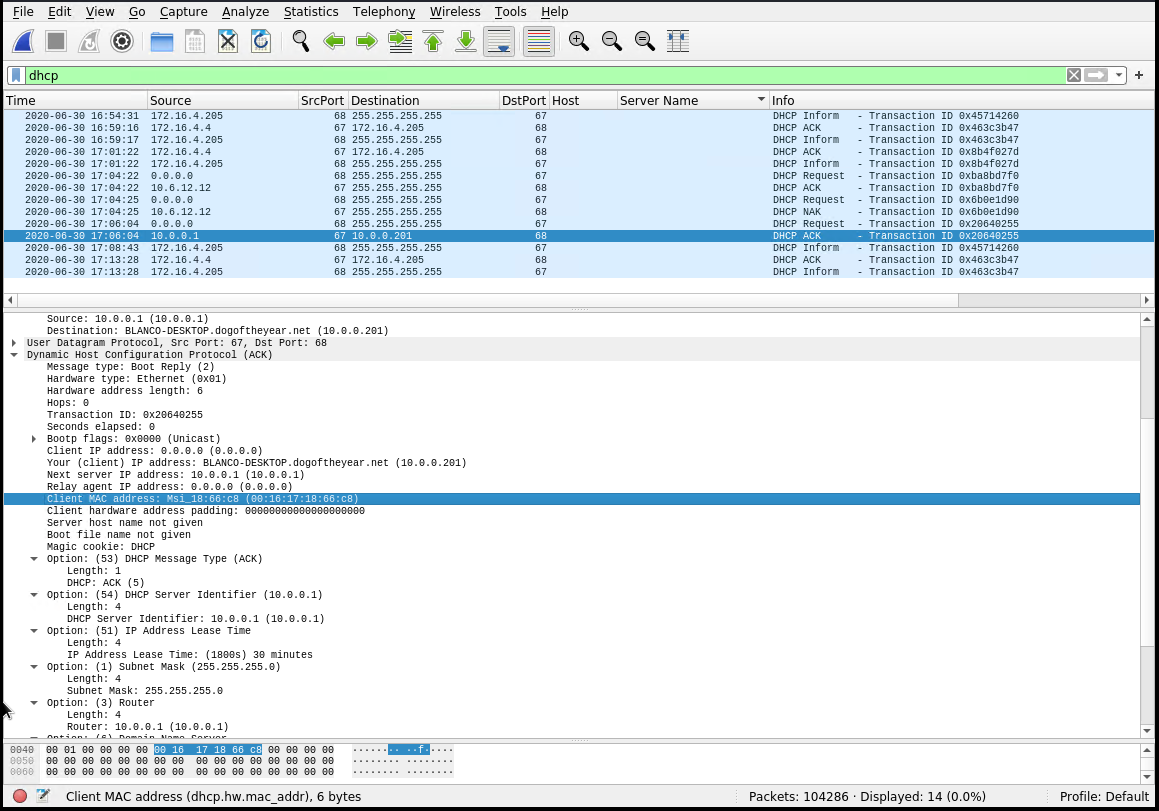 File Edit View Go Capture Analyze Statistics Telephony Wireless Tools Help
dhcp
Time Source SrcPort Destination DstPort Host Server Name Info
2020-06-30 16:54:31 172.16.4.205 68 255.255.255.255 67 DHCP Inform - Transaction ID 0x45714260
2020-06-30 16:59:16 172.16.4.4 67 172.16.4.205 68 DHCP ACK - Transaction ID 0x463c3b47
2020-06-30 16:59:17 172.16.4.205 68 255.255.255.255 67 DHCP Inform - Transaction ID 0x463c3b47
2020-06-30 17:01:22 172.16.4.4 67 172.16.4.205 68 DHCP ACK - Transaction ID 0x8b4f027d
2020-06-30 17:01:22 172.16.4.205 68 255.255.255.255 67 DHCP Inform - Transaction ID 0x8b4f027d
2020-06-30 17:04:22 0.0.0.0 68 255.255.255.255 67 DHCP Request - Transaction ID 0xba8bd7f0
2020-06-30 17:04:22 10.6.12.12 67 255.255.255.255 68 DHCP ACK - Transaction ID 0xba8bd7f0
2020-06-30 17:04:25 0.0.0.0 68 255.255.255.255 67 DHCP Request - Transaction ID 0x6b0e1d90
2020-06-30 17:04:25 10.6.12.12 67 255.255.255.255 68 DHCP NAK - Transaction ID 0x6b0e1d90
2020-06-30 17:06:04 0.0.0.0 68 255.255.255.255 67 DHCP Request - Transaction ID 0x20640255
2020-06-30 17:06:04 10.0.0.1 67 10.0.0.201 68 DHCP ACK - Transaction ID 0x20640255
2020-06-30 17:08:43 172.16.4.205 68 255.255.255.255 67 DHCP Inform - Transaction ID 0x45714260
2020-06-30 17:13:28 172.16.4.4 67 172.16.4.205 68 DHCP ACK - Transaction ID 0x463c3b47
2020-06-30 17:13:28 172.16.4.205 68 255.255.255.255 67 DHCP Inform - Transaction ID 0x463c3b47
Source: 10.0.0.1 (10.0.0.1)
Destination: BLANCO-DESKTOP.dogoftheyear.net (10.0.0.201)
User Datagram Protocol, Src Port: 67, Dst Port: 68
Dynamic Host Configuration Protocol (ACK)
Message type: Boot Reply (2)
Hardware type: Ethernet (0x01)
Hardware address length: 6
Hops: 0
Transaction ID: 0x20640255
Seconds elapsed: 0
Bootp flags: 0x0000 (Unicast)
Client IP address: 0.0.0.0 (0.0.0.0)
Your (client) IP address: BLANCO-DESKTOP.dogoftheyear.net (10.0.0.201)
Next server IP address: 10.0.0.1 (10.0.0.1)
Relay agent IP address: 0.0.0.0 (0.0.0.0)
Client MAC address: Msi_18:66:c8 (00:16:17:18:66:c8)
Client hardware address padding: 00000000000000000000
Server host name not given
Boot file name not given
Magic cookie: DHCP
Option: (53) DHCP Message Type (ACK)
Length: 1
DHCP: ACK (5)
Option: (54) DHCP Server Identifier (10.0.0.1)
Length: 4
DHCP Server Identifier: 10.0.0.1 (10.0.0.1)
Option: (51) IP Address Lease Time
Length: 4
IP Address Lease Time: (1800s) 30 minutes
Option: (1) Subnet Mask (255.255.255.0)
Length: 4
Subnet Mask: 255.255.255.0
Option: (3) Router
Length: 4
Router: 10.0.0.1 (10.0.0.1)
Option: (6) Domain Name Server
0040 00 01 00 00 00 00 00 16 17 18 66 c8 00 00 00 00 ········ ··f·····
0050 00 00 00 00 00 00 00 00 00 00 00 00 00 00 00 00 ········ ········
0060 00 00 00 00 00 00 00 00 00 00 00 00 00 00 00 00 ········ ········
Client MAC address (dhcp.hw.mac_addr), 6 bytes Packets: 104286 · Displayed: 14 (0.0%) Profile: Default